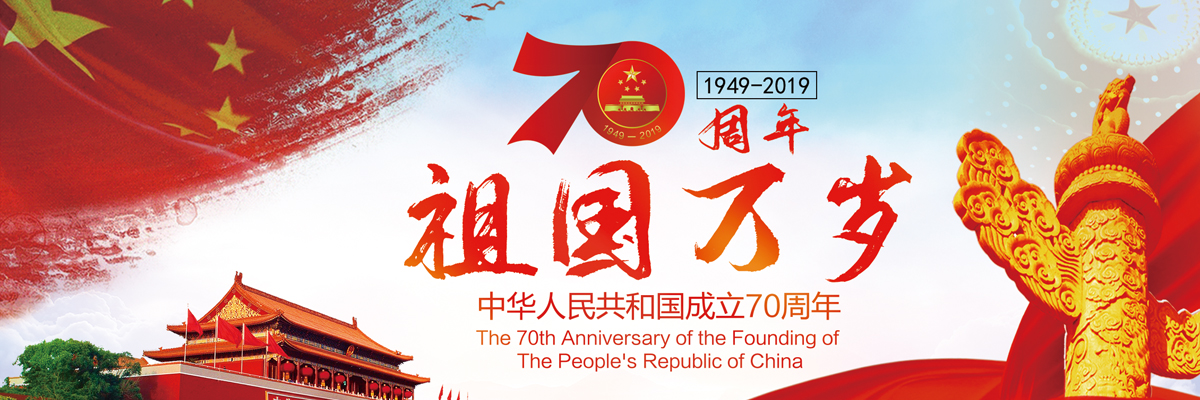 70
1949-2019
1949-2019
周年
祖国万岁
中华人民共和国成立70周年
The 70th Anniversary of the Founding of
The People's Republic of China